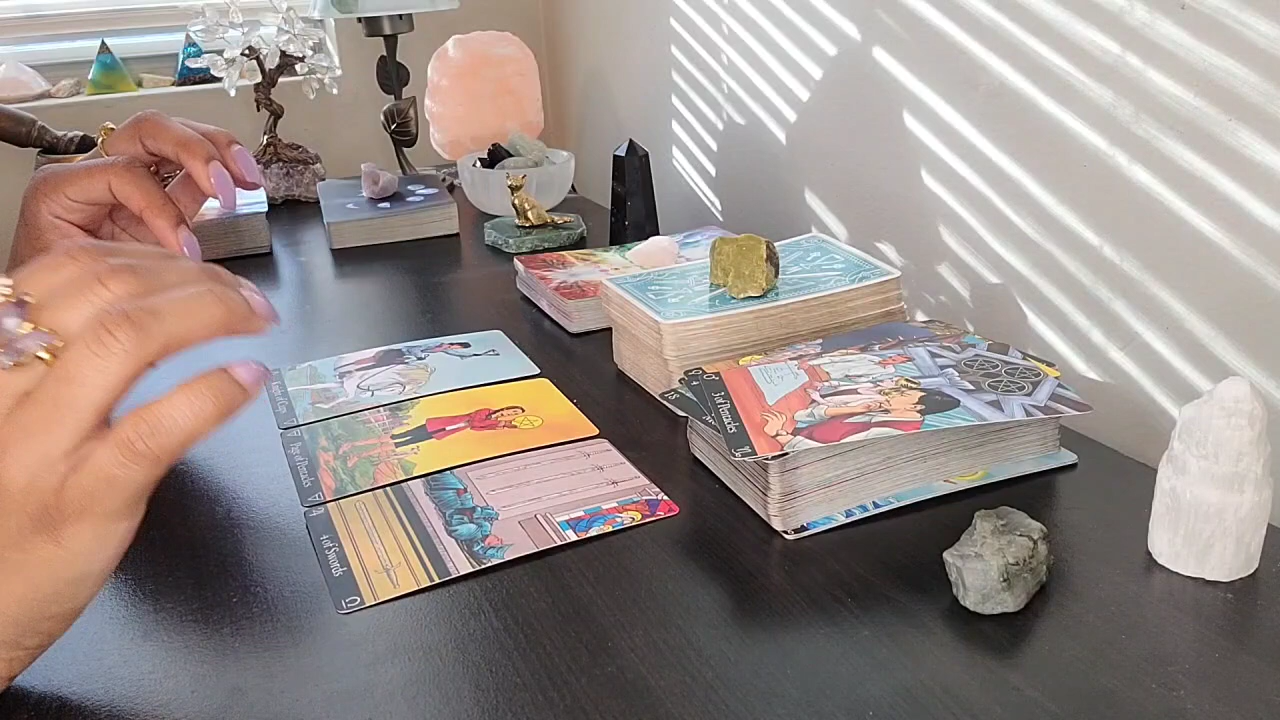 Knight of Cups
Page of Pentacles
4 of Swords
3 of Pentacles